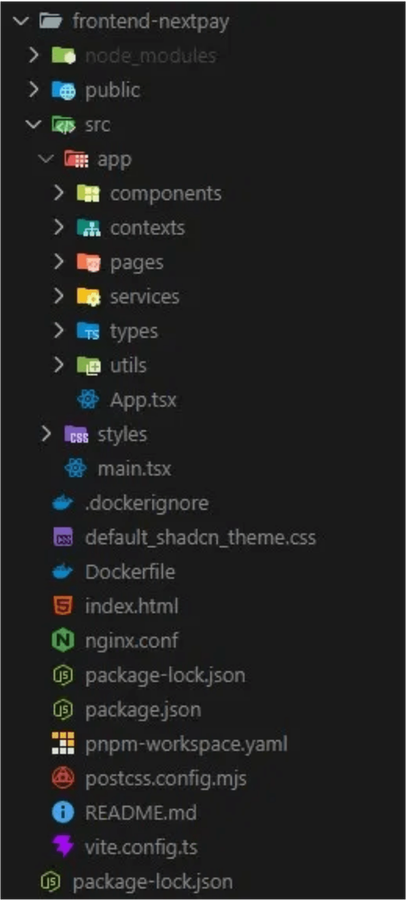 frontend-nextpay
node_modules
public
src
app
components
contexts
pages
services
types
utils
App.tsx
styles
main.tsx
.dockerignore
default_shadcn_theme.css
Dockerfile
index.html
nginx.conf
package-lock.json
package.json
pnpm-workspace.yaml
postcss.config.mjs
README.md
vite.config.ts
package-lock.json